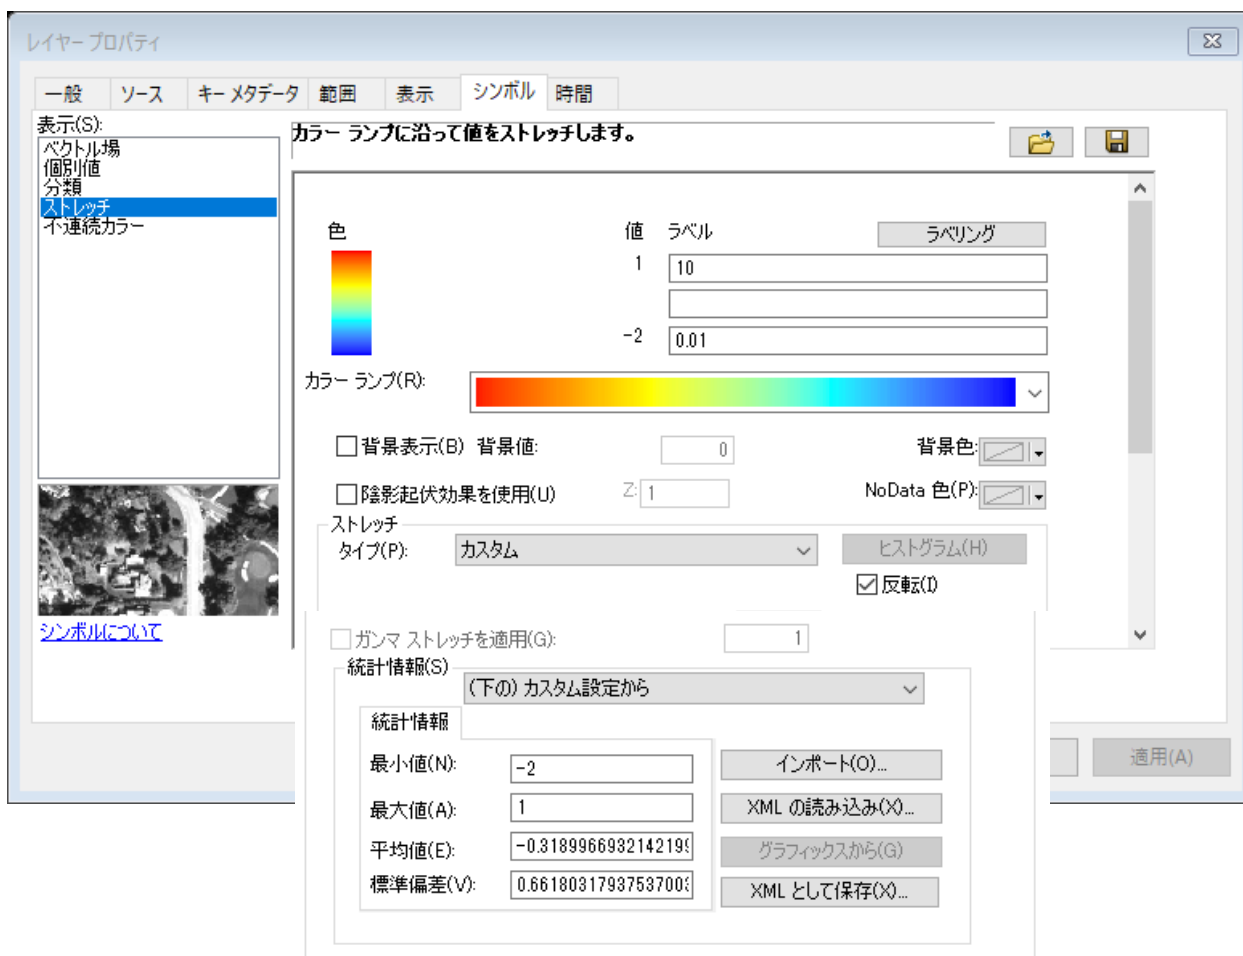 レイヤー プロパティ
一般 ソース キー メタデータ 範囲 表示 シンボル 時間
表示(S):
ベクトル場
個別値
分類
ストレッチ
不連続カラー
シンボルについて
カラー ランプに沿って値をストレッチします。
色 値 ラベル ラベリング
1 10
-2 0.01
カラー ランプ(R):
背景表示(B) 背景値: 0 背景色:
陰影起伏効果を使用(U) Z: 1 NoData 色(P):
ストレッチ
タイプ(P): カスタム ヒストグラム(H)
反転(I)
ガンマ ストレッチを適用(G): 1
統計情報(S)
(下の) カスタム設定から
統計情報
最小値(N): -2 インポート(O)...
最大値(A): 1 XML の読み込み(X)...
平均値(E): -0.3189966932142199 グラフィックスから(G)
標準偏差(V): 0.6618031793753700 XML として保存(X)...
適用(A)